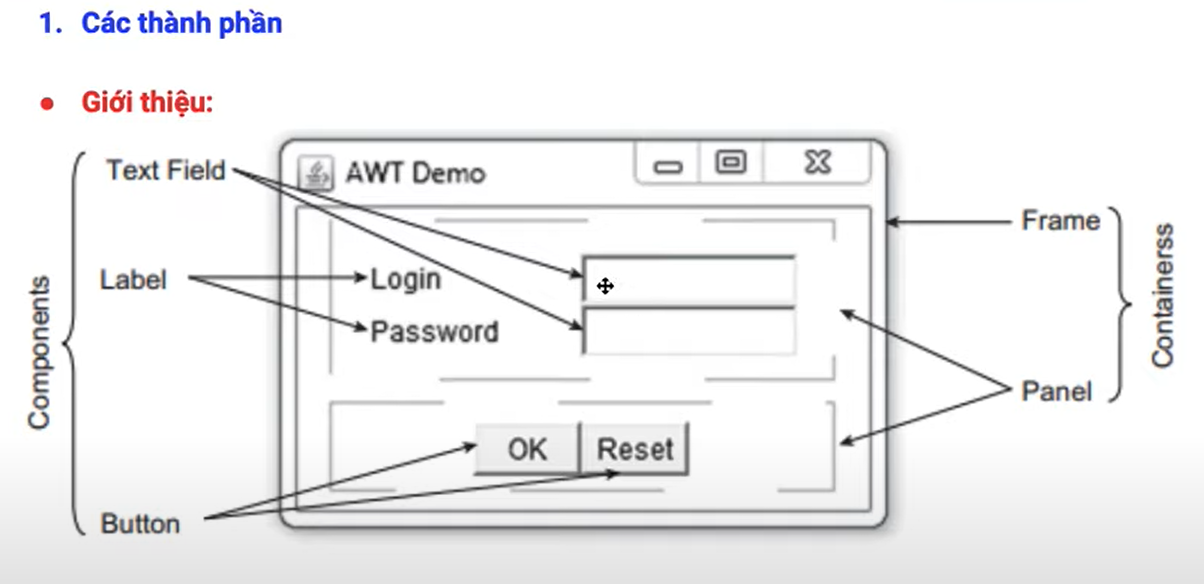 1. Các thành phần
● Giới thiệu:
Text Field
AWT Demo
Frame
Label
Login
Password
Components
Containerss
Panel
OK
Reset
Button